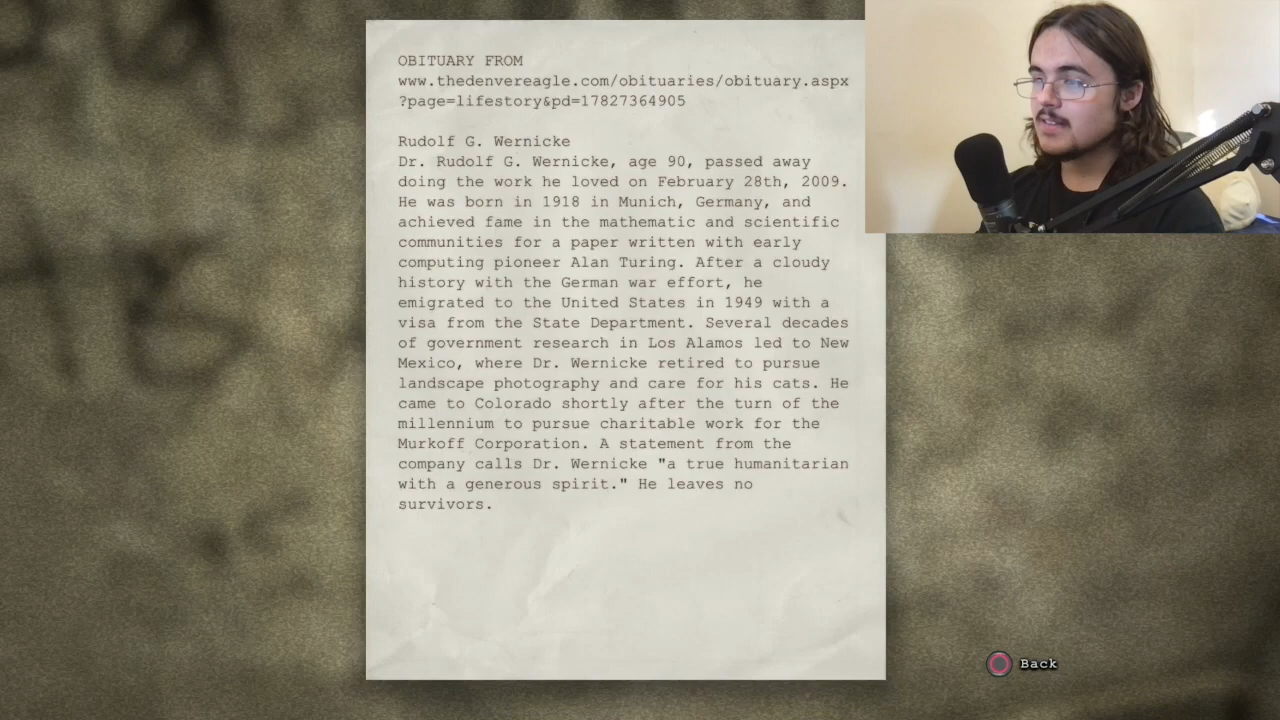 OBITUARY FROM
www.thedenvereagle.com/obituaries/obituary.aspx
?page=lifestory&pd=17827364905
Rudolf G. Wernicke
Dr. Rudolf G. Wernicke, age 90, passed away
doing the work he loved on February 28th, 2009.
He was born in 1918 in Munich, Germany, and
achieved fame in the mathematic and scientific
communities for a paper written with early
computing pioneer Alan Turing. After a cloudy
history with the German war effort, he
emigrated to the United States in 1949 with a
visa from the State Department. Several decades
of government research in Los Alamos led to New
Mexico, where Dr. Wernicke retired to pursue
landscape photography and care for his cats. He
came to Colorado shortly after the turn of the
millennium to pursue charitable work for the
Murkoff Corporation. A statement from the
company calls Dr. Wernicke "a true humanitarian
with a generous spirit." He leaves no
survivors.
Back